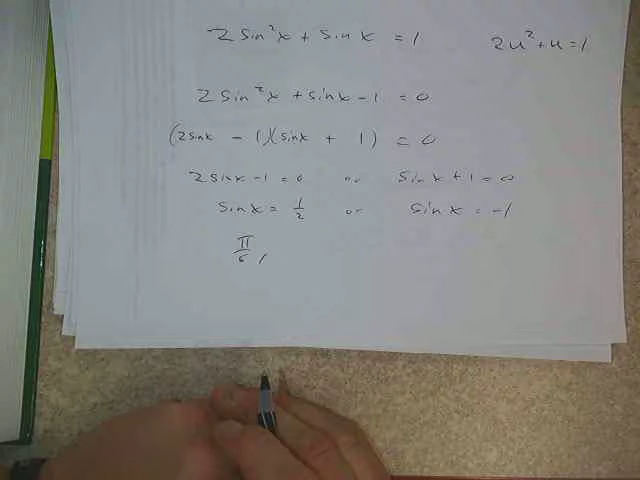 2 sin²x + sin x = 1 2u² + u = 1
2 sin²x + sin x - 1 = 0
(2 sin x - 1)(sin x + 1) = 0
2 sin x - 1 = 0 or sin x + 1 = 0
sin x = 1/2 or sin x = -1
π/6 ,